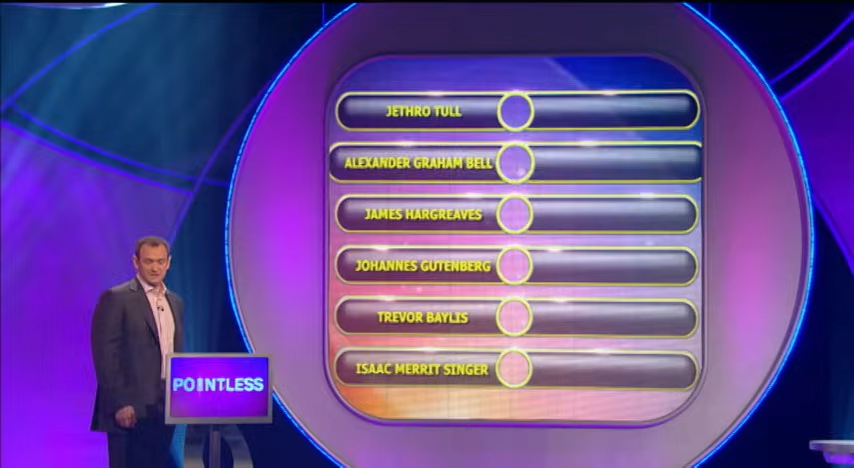 JETHRO TULL
ALEXANDER GRAHAM BELL
JAMES HARGREAVES
JOHANNES GUTENBERG
TREVOR BAYLIS
ISAAC MERRIT SINGER
POINTLESS